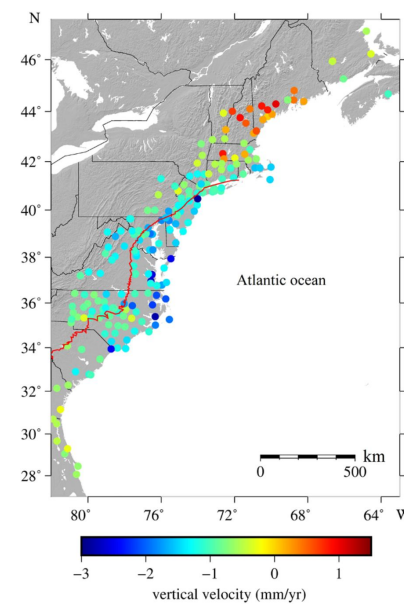 N
46°
44°
42°
40°
38°
36°
34°
32°
30°
28°
Atlantic ocean
km
0 500
80° 76° 72° 68° 64° W
−3 −2 −1 0 1
vertical velocity (mm/yr)